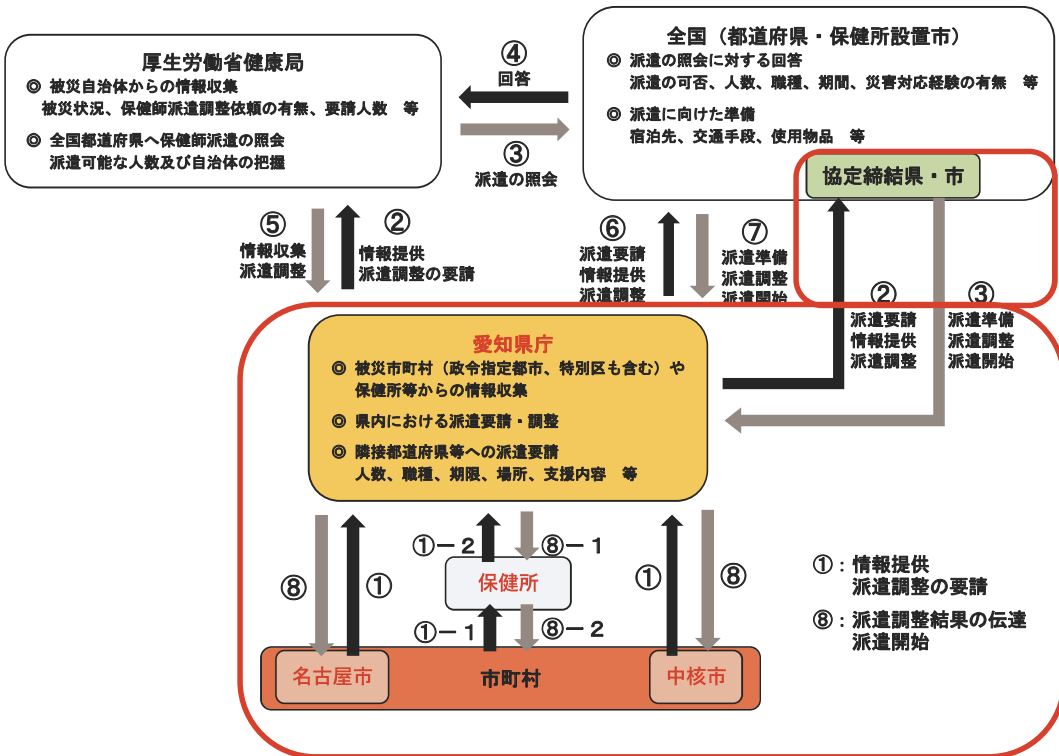 厚生労働省健康局
◎ 被災自治体からの情報収集
被災状況、保健師派遣調整依頼の有無、要請人数　等
◎ 全国都道府県へ保健師派遣の照会
派遣可能な人数及び自治体の把握
④
回答
③
派遣の照会
全国（都道府県・保健所設置市）
◎ 派遣の照会に対する回答
派遣の可否、人数、職種、期間、災害対応経験の有無　等
◎ 派遣に向けた準備
宿泊先、交通手段、使用物品　等
協定締結県・市
⑤
情報収集
派遣調整
②
情報提供
派遣調整の要請
⑥
派遣要請
情報提供
派遣調整
⑦
派遣準備
派遣調整
派遣開始
②
派遣要請
情報提供
派遣調整
③
派遣準備
派遣調整
派遣開始
愛知県庁
◎ 被災市町村（政令指定都市、特別区も含む）や
保健所等からの情報収集
◎ 県内における派遣要請・調整
◎ 隣接都道府県等への派遣要請
人数、職種、期限、場所、支援内容　等
⑧
①
①－2
⑧－1
保健所
①－1
⑧－2
①
⑧
名古屋市
市町村
中核市
①：情報提供
派遣調整の要請
⑧：派遣調整結果の伝達
派遣開始